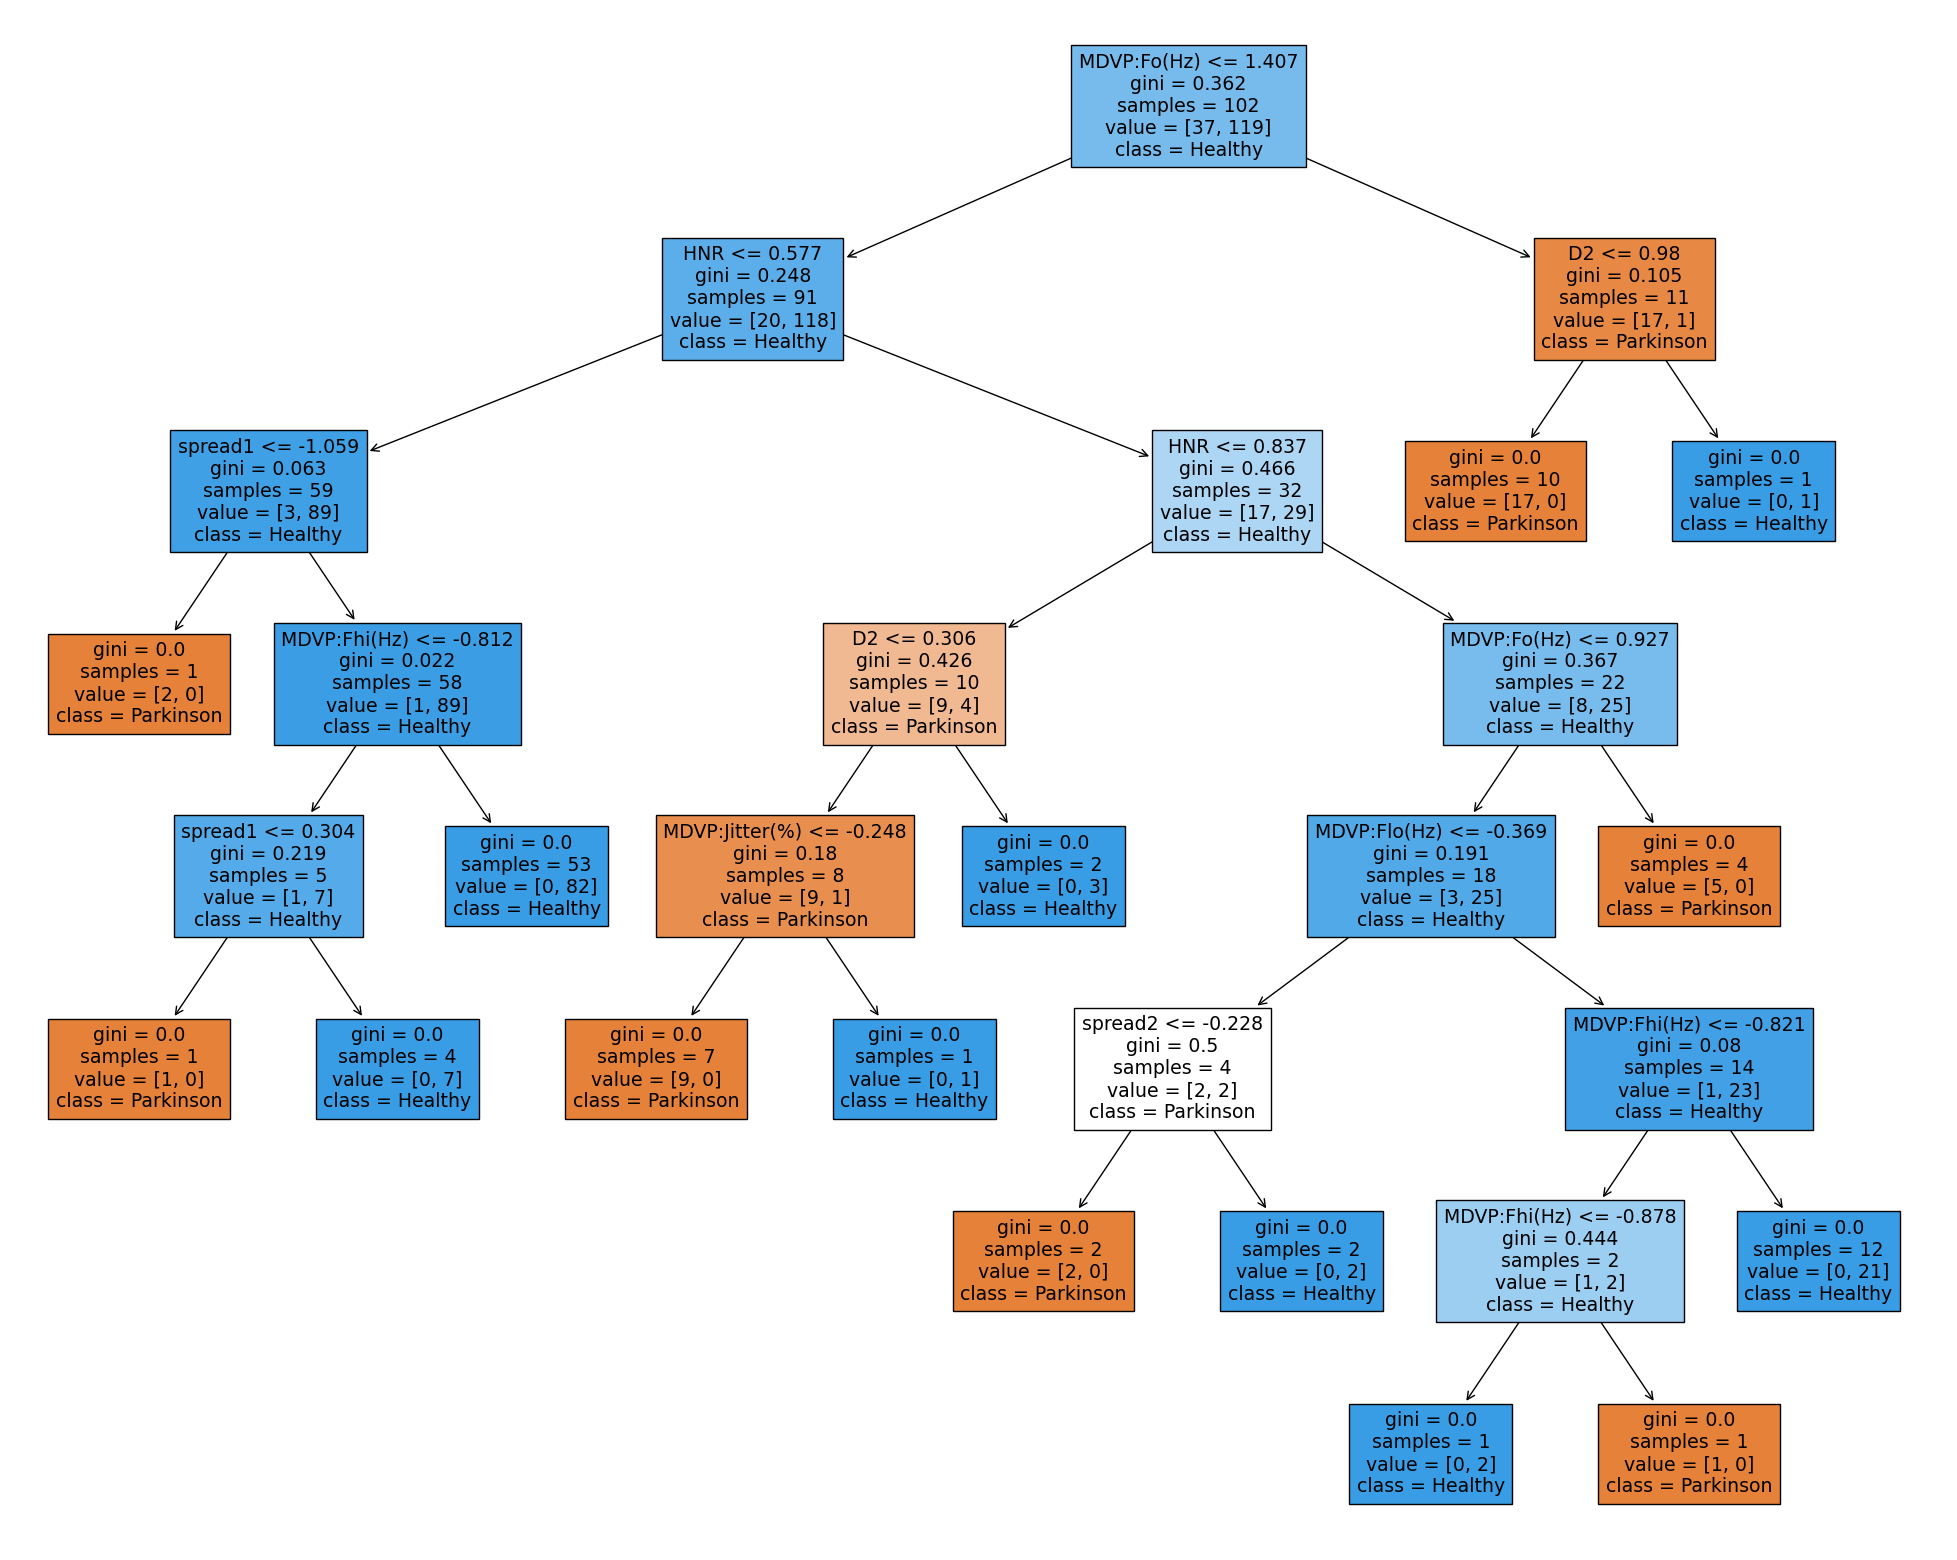 MDVP:Fo(Hz) <= 1.407
gini = 0.362
samples = 102
value = [37, 119]
class = Healthy
HNR <= 0.577
gini = 0.248
samples = 91
value = [20, 118]
class = Healthy
D2 <= 0.98
gini = 0.105
samples = 11
value = [17, 1]
class = Parkinson
spread1 <= -1.059
gini = 0.063
samples = 59
value = [3, 89]
class = Healthy
HNR <= 0.837
gini = 0.466
samples = 32
value = [17, 29]
class = Healthy
gini = 0.0
samples = 10
value = [17, 0]
class = Parkinson
gini = 0.0
samples = 1
value = [0, 1]
class = Healthy
gini = 0.0
samples = 1
value = [2, 0]
class = Parkinson
MDVP:Fhi(Hz) <= -0.812
gini = 0.022
samples = 58
value = [1, 89]
class = Healthy
D2 <= 0.306
gini = 0.426
samples = 10
value = [9, 4]
class = Parkinson
MDVP:Fo(Hz) <= 0.927
gini = 0.367
samples = 22
value = [8, 25]
class = Healthy
spread1 <= 0.304
gini = 0.219
samples = 5
value = [1, 7]
class = Healthy
gini = 0.0
samples = 53
value = [0, 82]
class = Healthy
MDVP:Jitter(%) <= -0.248
gini = 0.18
samples = 8
value = [9, 1]
class = Parkinson
gini = 0.0
samples = 2
value = [0, 3]
class = Healthy
MDVP:Flo(Hz) <= -0.369
gini = 0.191
samples = 18
value = [3, 25]
class = Healthy
gini = 0.0
samples = 4
value = [5, 0]
class = Parkinson
gini = 0.0
samples = 1
value = [1, 0]
class = Parkinson
gini = 0.0
samples = 4
value = [0, 7]
class = Healthy
gini = 0.0
samples = 7
value = [9, 0]
class = Parkinson
gini = 0.0
samples = 1
value = [0, 1]
class = Healthy
spread2 <= -0.228
gini = 0.5
samples = 4
value = [2, 2]
class = Parkinson
MDVP:Fhi(Hz) <= -0.821
gini = 0.08
samples = 14
value = [1, 23]
class = Healthy
gini = 0.0
samples = 2
value = [2, 0]
class = Parkinson
gini = 0.0
samples = 2
value = [0, 2]
class = Healthy
MDVP:Fhi(Hz) <= -0.878
gini = 0.444
samples = 2
value = [1, 2]
class = Healthy
gini = 0.0
samples = 12
value = [0, 21]
class = Healthy
gini = 0.0
samples = 1
value = [0, 2]
class = Healthy
gini = 0.0
samples = 1
value = [1, 0]
class = Parkinson